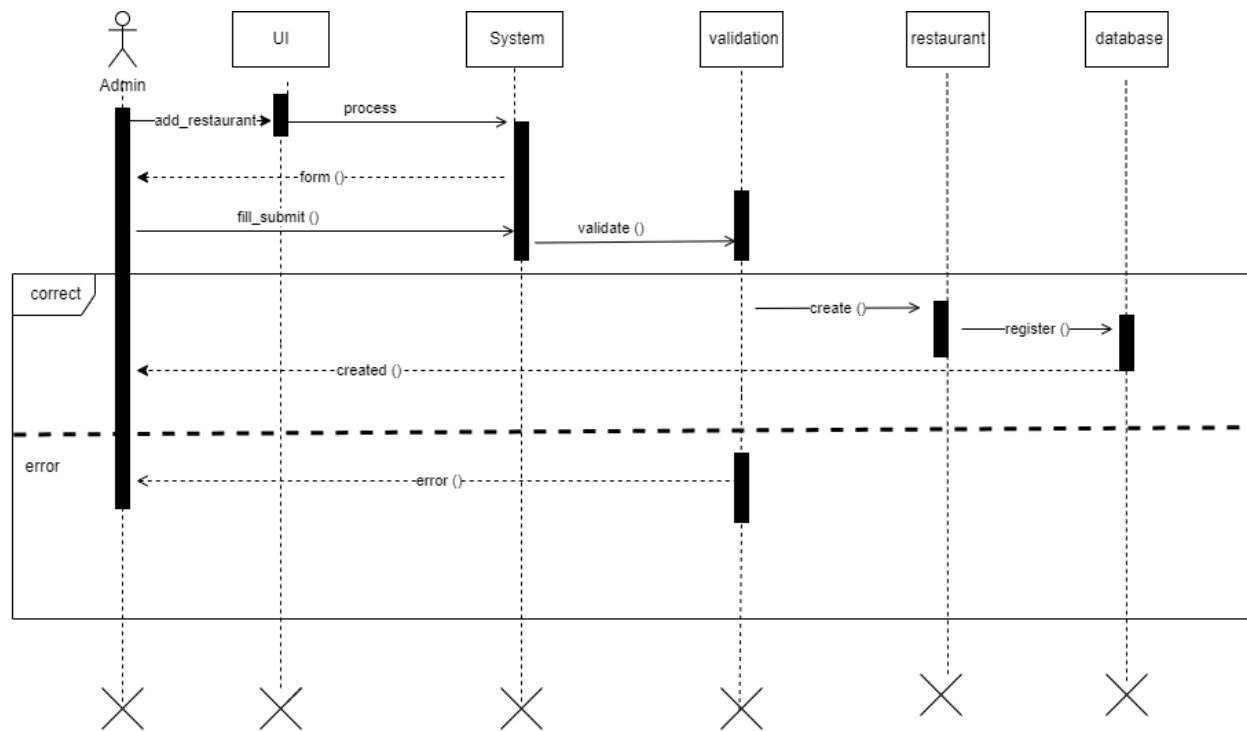 UI
System
validation
restaurant
database
Admin
add_restaurant
process
form ()
fill_submit ()
validate ()
correct
create ()
register ()
created ()
error
error ()